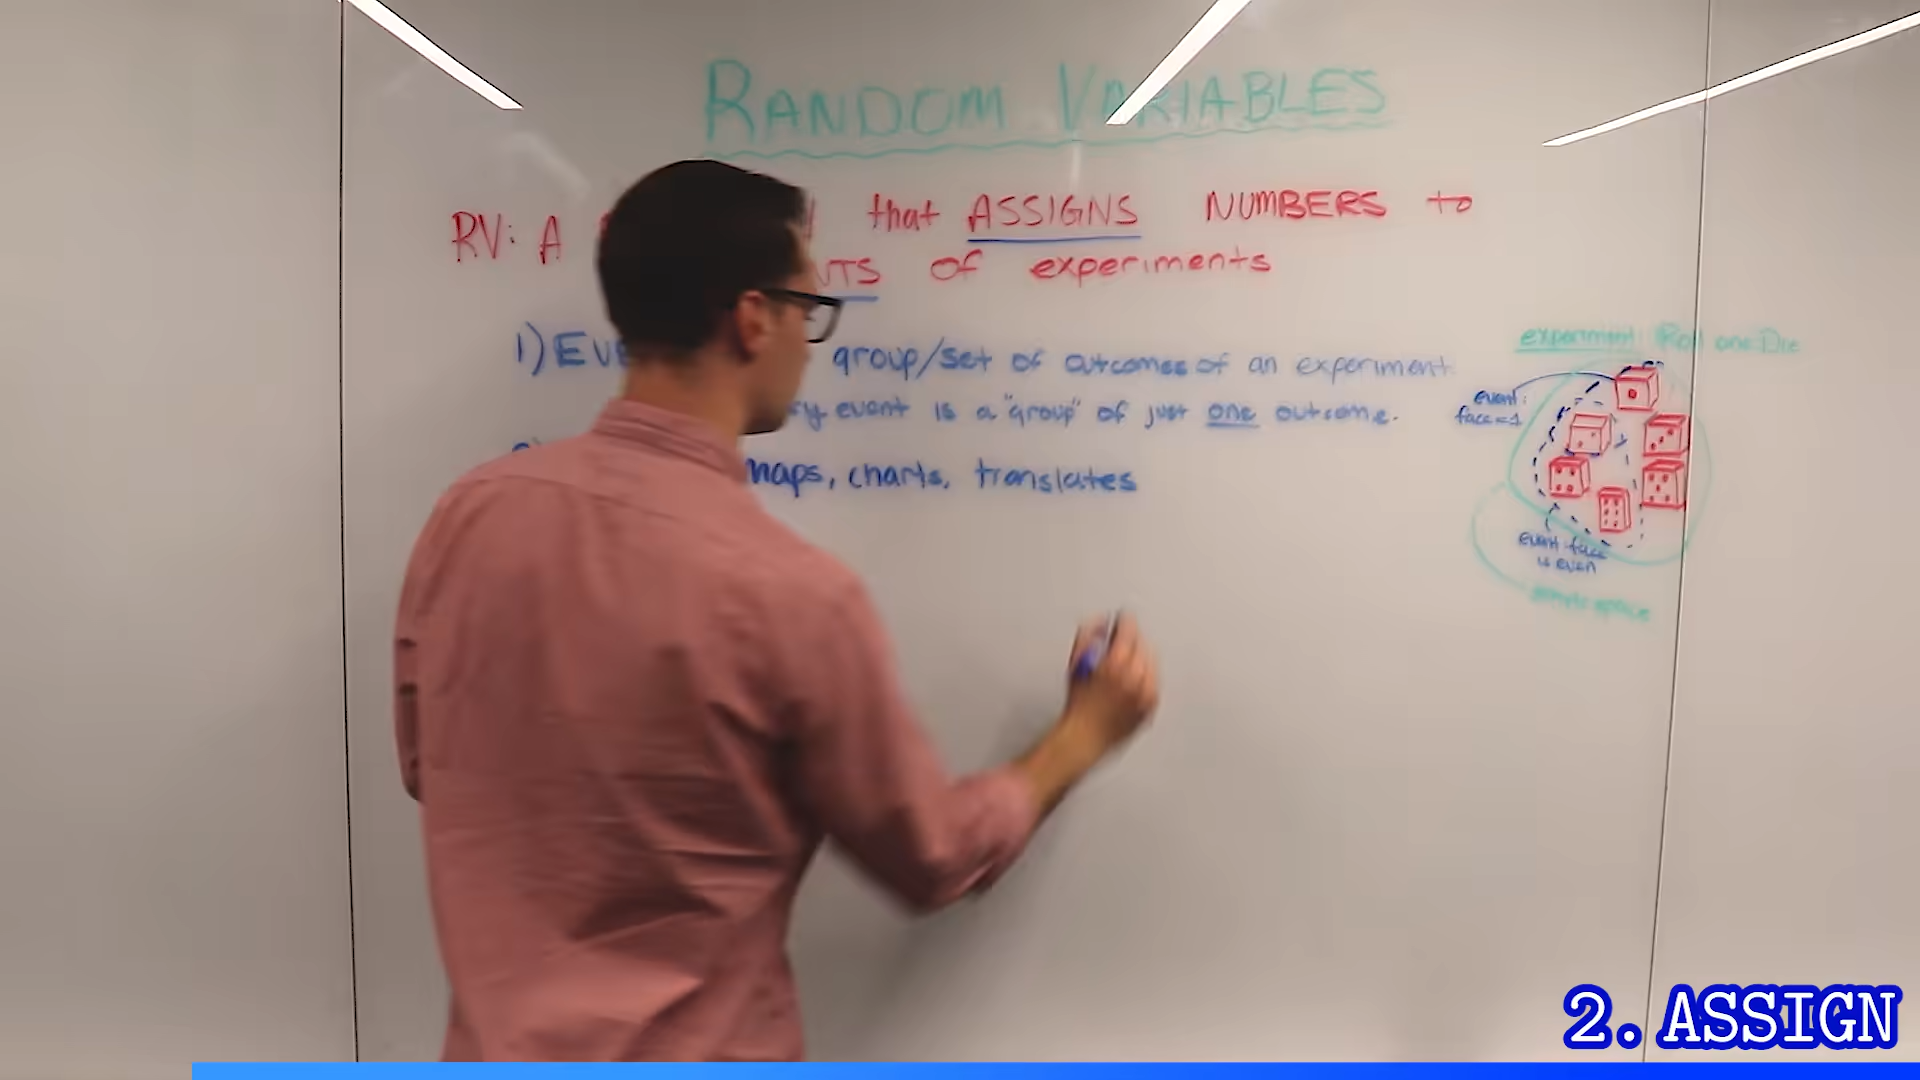 RANDOM VARIABLES
RV: A that ASSIGNS NUMBERS to
of experiments
1) group/set of outcomes of an experiment
event is a "group" of just one outcome.
maps, charts, translates
experiment: Roll one Die
event:
face=1
event: face
is even
sample space
2. ASSIGN